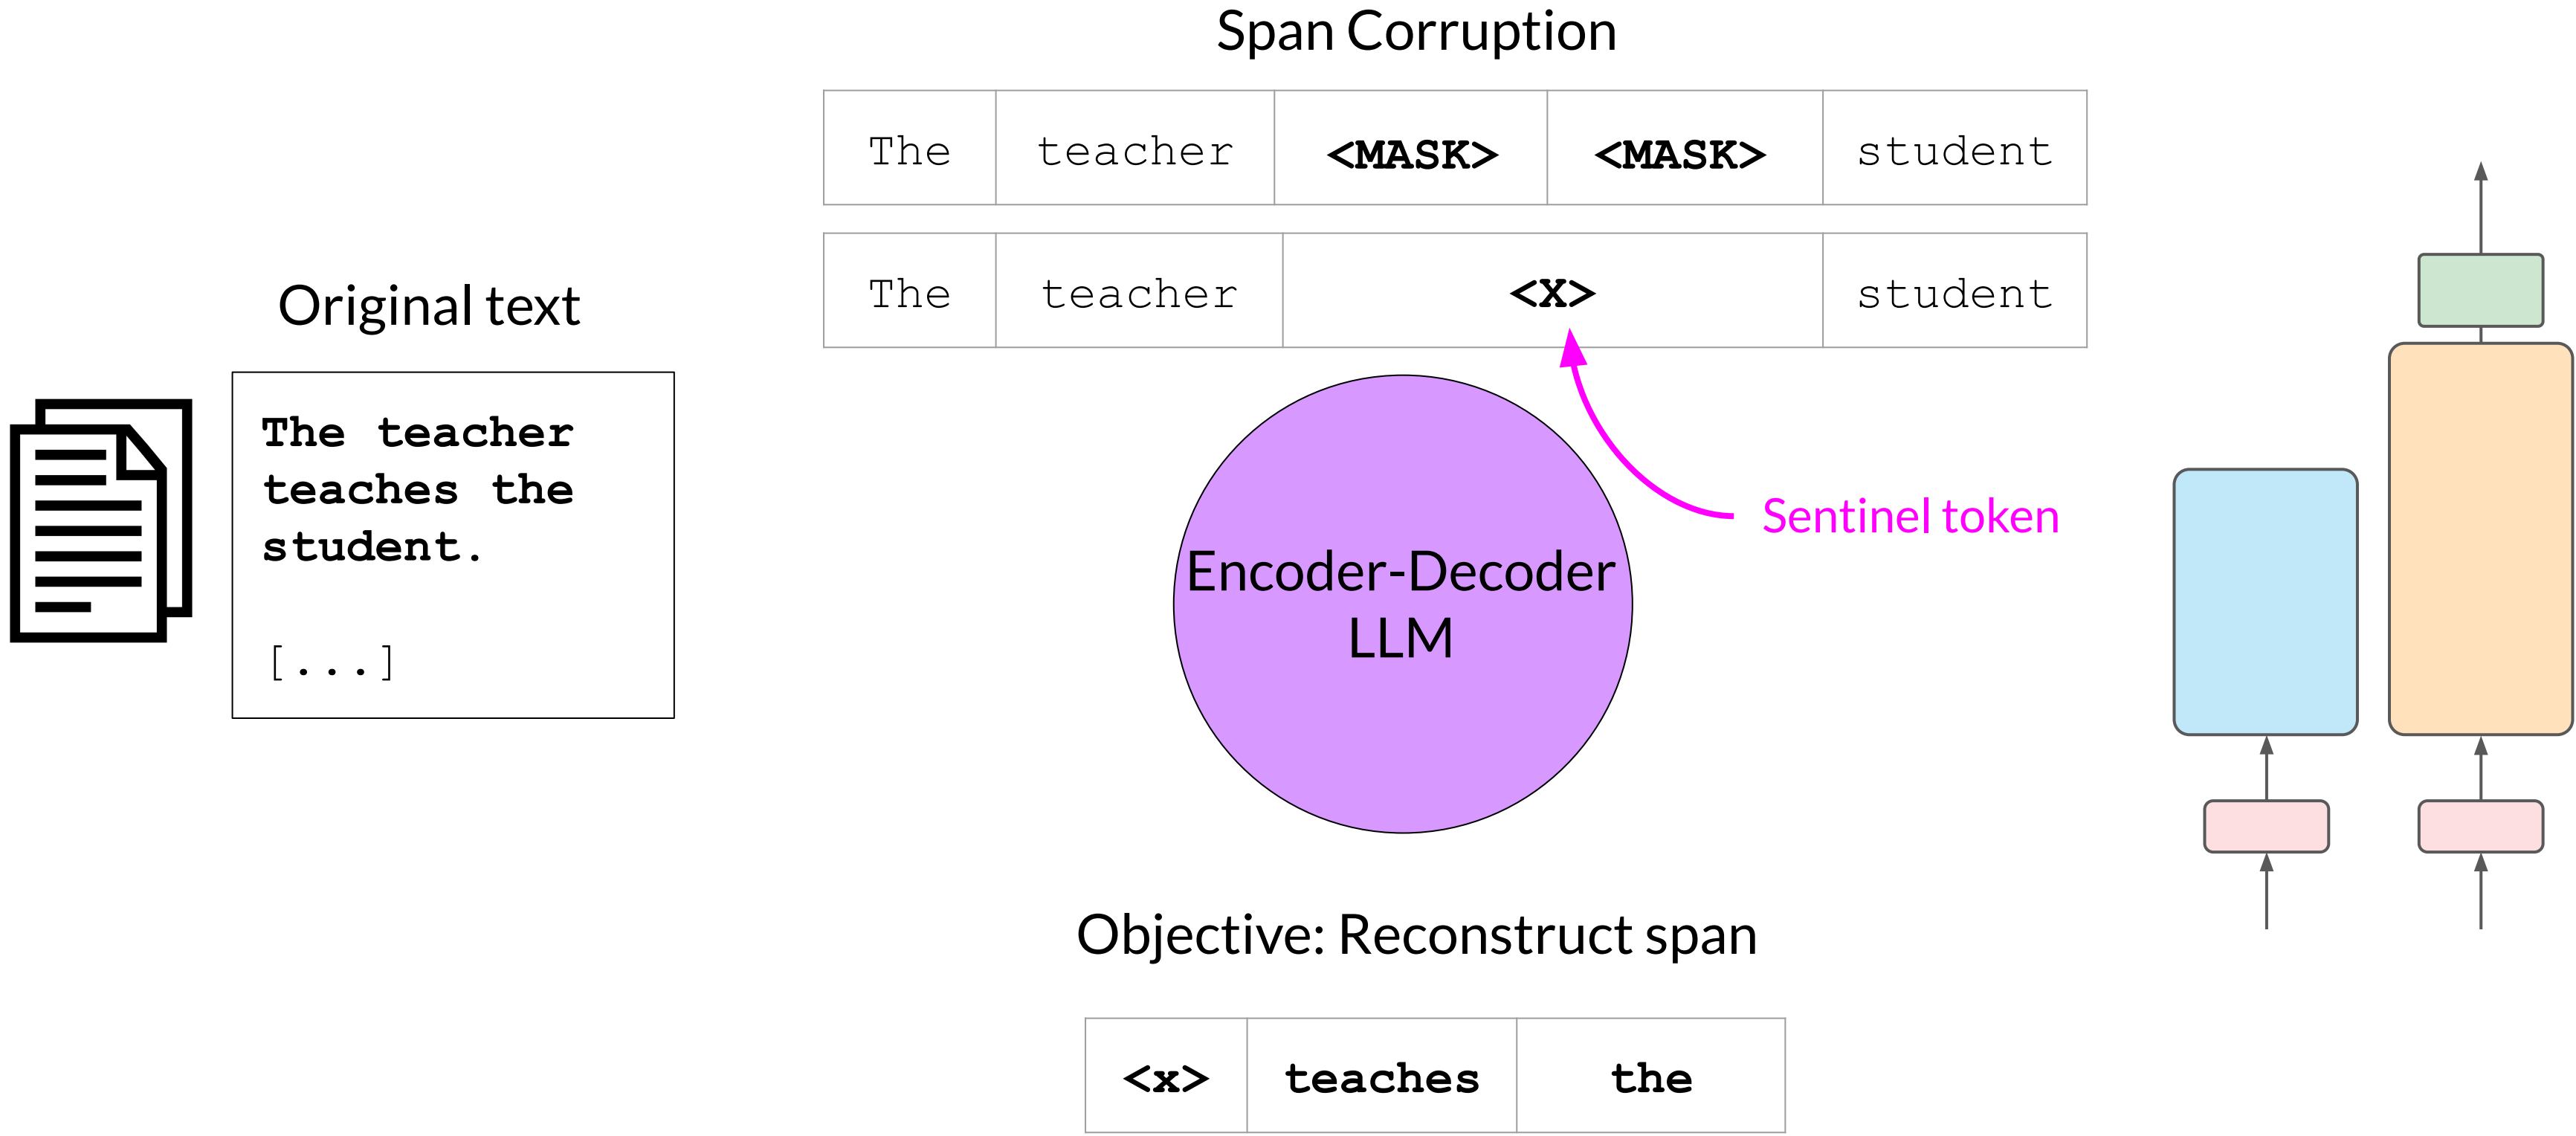 Span Corruption
The teacher <MASK> <MASK> student
The teacher <X> student
Original text
The teacher
teaches the
student.
[...]
Sentinel token
Encoder-Decoder
LLM
Objective: Reconstruct span
<x> teaches the